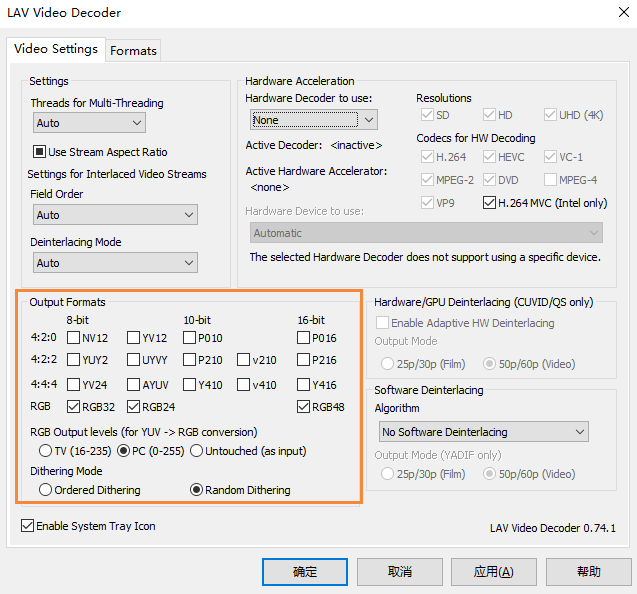 LAV Video Decoder
Video Settings Formats
Settings
Threads for Multi-Threading
Auto
Use Stream Aspect Ratio
Settings for Interlaced Video Streams
Field Order
Auto
Deinterlacing Mode
Auto
Hardware Acceleration
Hardware Decoder to use:
None
Active Decoder: <inactive>
Active Hardware Accelerator:
<none>
Hardware Device to use:
Automatic
The selected Hardware Decoder does not support using a specific device.
Resolutions
SD HD UHD (4K)
Codecs for HW Decoding
H.264 HEVC VC-1
MPEG-2 DVD MPEG-4
VP9 H.264 MVC (Intel only)
Output Formats
8-bit 10-bit 16-bit
4:2:0 NV12 YV12 P010 P016
4:2:2 YUY2 UYVY P210 v210 P216
4:4:4 YV24 AYUV Y410 v410 Y416
RGB RGB32 RGB24 RGB48
RGB Output levels (for YUV -> RGB conversion)
TV (16-235) PC (0-255) Untouched (as input)
Dithering Mode
Ordered Dithering Random Dithering
Hardware/GPU Deinterlacing (CUVID/QS only)
Enable Adaptive HW Deinterlacing
Output Mode
25p/30p (Film) 50p/60p (Video)
Software Deinterlacing
Algorithm
No Software Deinterlacing
Output Mode (YADIF only)
25p/30p (Film) 50p/60p (Video)
Enable System Tray Icon
LAV Video Decoder 0.74.1
确定 取消 应用(A) 帮助